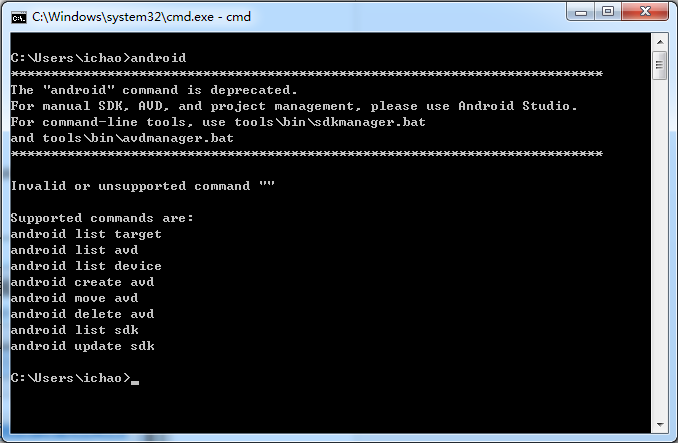 C:\Windows\system32\cmd.exe - cmd
C:\Users\ichao>android
**************************************************************************
The "android" command is deprecated.
For manual SDK, AVD, and project management, please use Android Studio.
For command-line tools, use tools\bin\sdkmanager.bat
and tools\bin\avdmanager.bat
**************************************************************************
Invalid or unsupported command ""
Supported commands are:
android list target
android list avd
android list device
android create avd
android move avd
android delete avd
android list sdk
android update sdk
C:\Users\ichao>